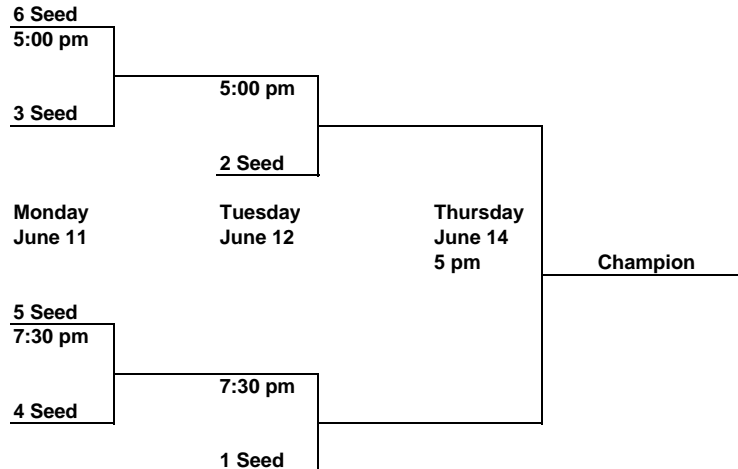 6 Seed
5:00 pm
5:00 pm
3 Seed
2 Seed
Monday Tuesday Thursday
June 11 June 12 June 14
5 pm Champion
5 Seed
7:30 pm
7:30 pm
4 Seed
1 Seed